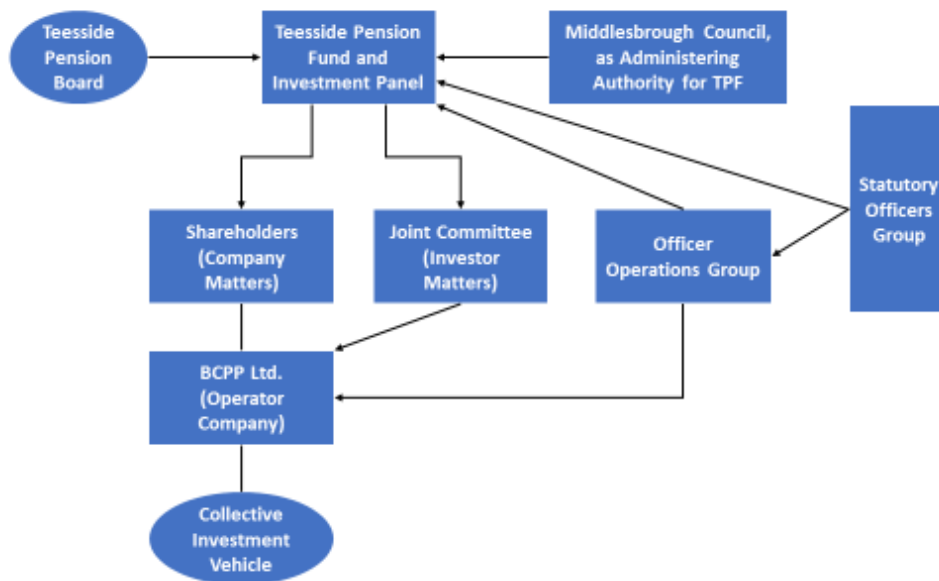 Teesside
Pension
Board
Teesside Pension
Fund and
Investment Panel
Middlesbrough Council,
as Administering
Authority for TPF
Statutory
Officers
Group
Shareholders
(Company
Matters)
Joint Committee
(Investor
Matters)
Officer
Operations Group
BCPP Ltd.
(Operator
Company)
Collective
Investment
Vehicle